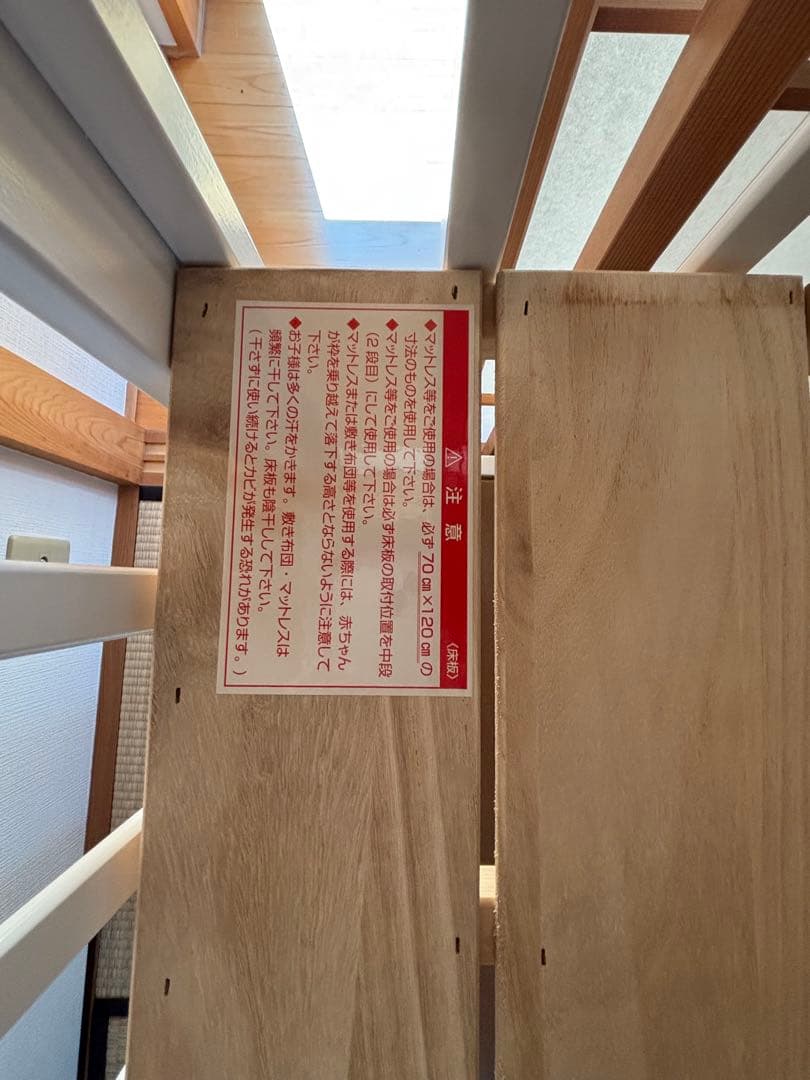 ⚠ 注意 〈床板〉
◆マットレス等をご使用の場合は、必ず70㎝×120㎝の
寸法のものを使用して下さい。
◆マットレス等をご使用の場合は必ず床板の取付位置を中段
(2段目)にして使用して下さい。
◆マットレスまたは敷き布団等を使用する際には、赤ちゃん
が枠を乗り越えて落下する高さとならないように注意して
下さい。
◆お子様は多くの汗をかきます。敷き布団・マットレスは
頻繁に干して下さい。床板も陰干しして下さい。
(干さずに使い続けるとカビが発生する恐れがあります。)